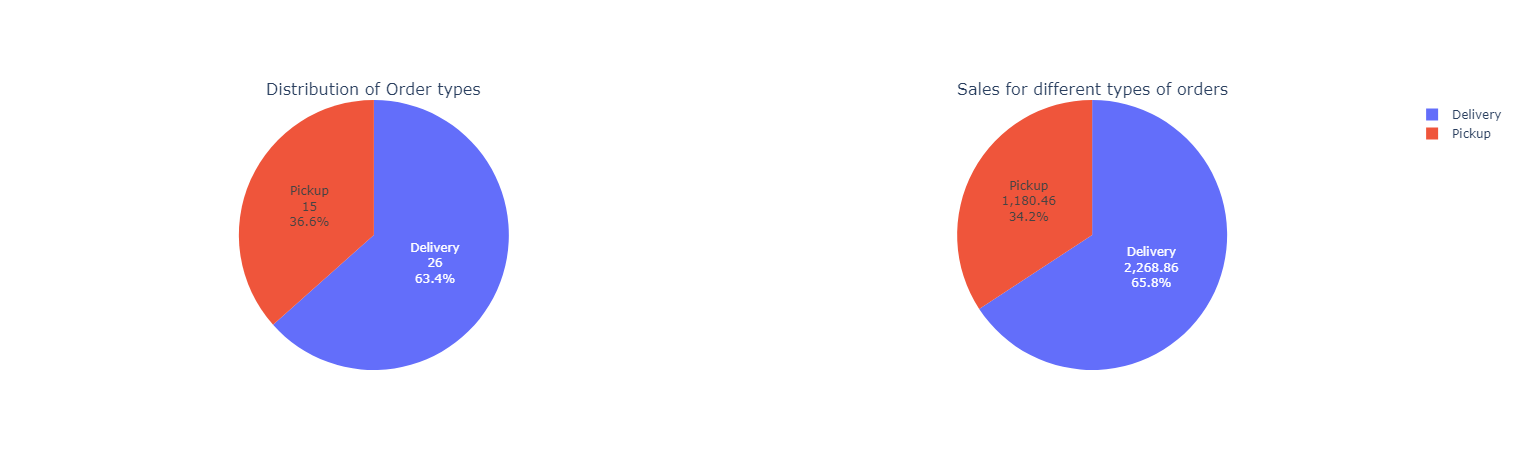 Distribution of Order types
Pickup
15
36.6%
Delivery
26
63.4%
Sales for different types of orders
Pickup
1,180.46
34.2%
Delivery
2,268.86
65.8%
Delivery
Pickup